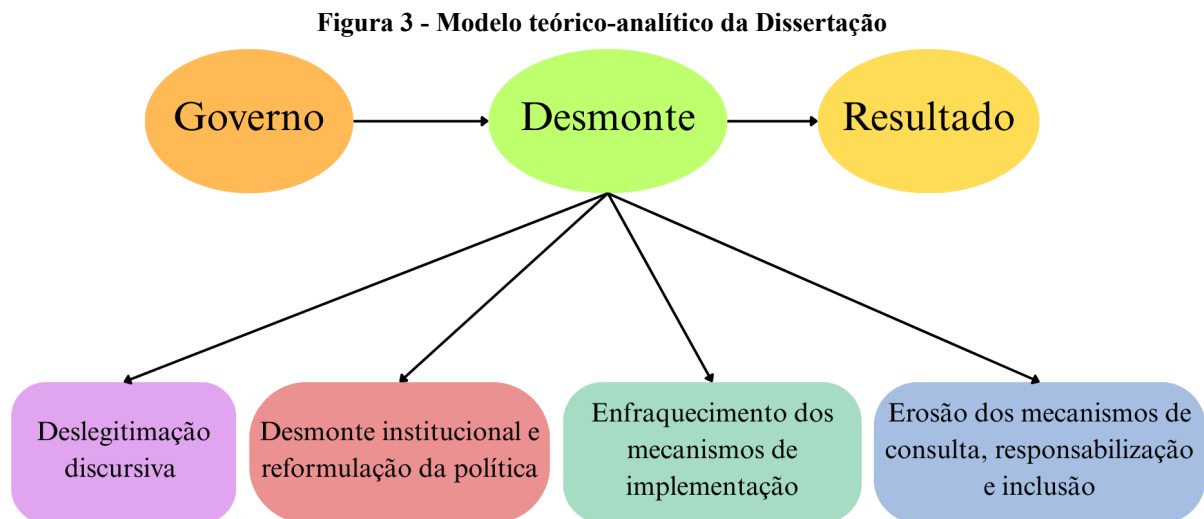 Figura 3 - Modelo teórico-analítico da Dissertação
Governo
Desmonte
Resultado
Deslegitimação
discursiva
Desmonte institucional e
reformulação da política
Enfraquecimento dos
mecanismos de
implementação
Erosão dos mecanismos de
consulta, responsabilização
e inclusão